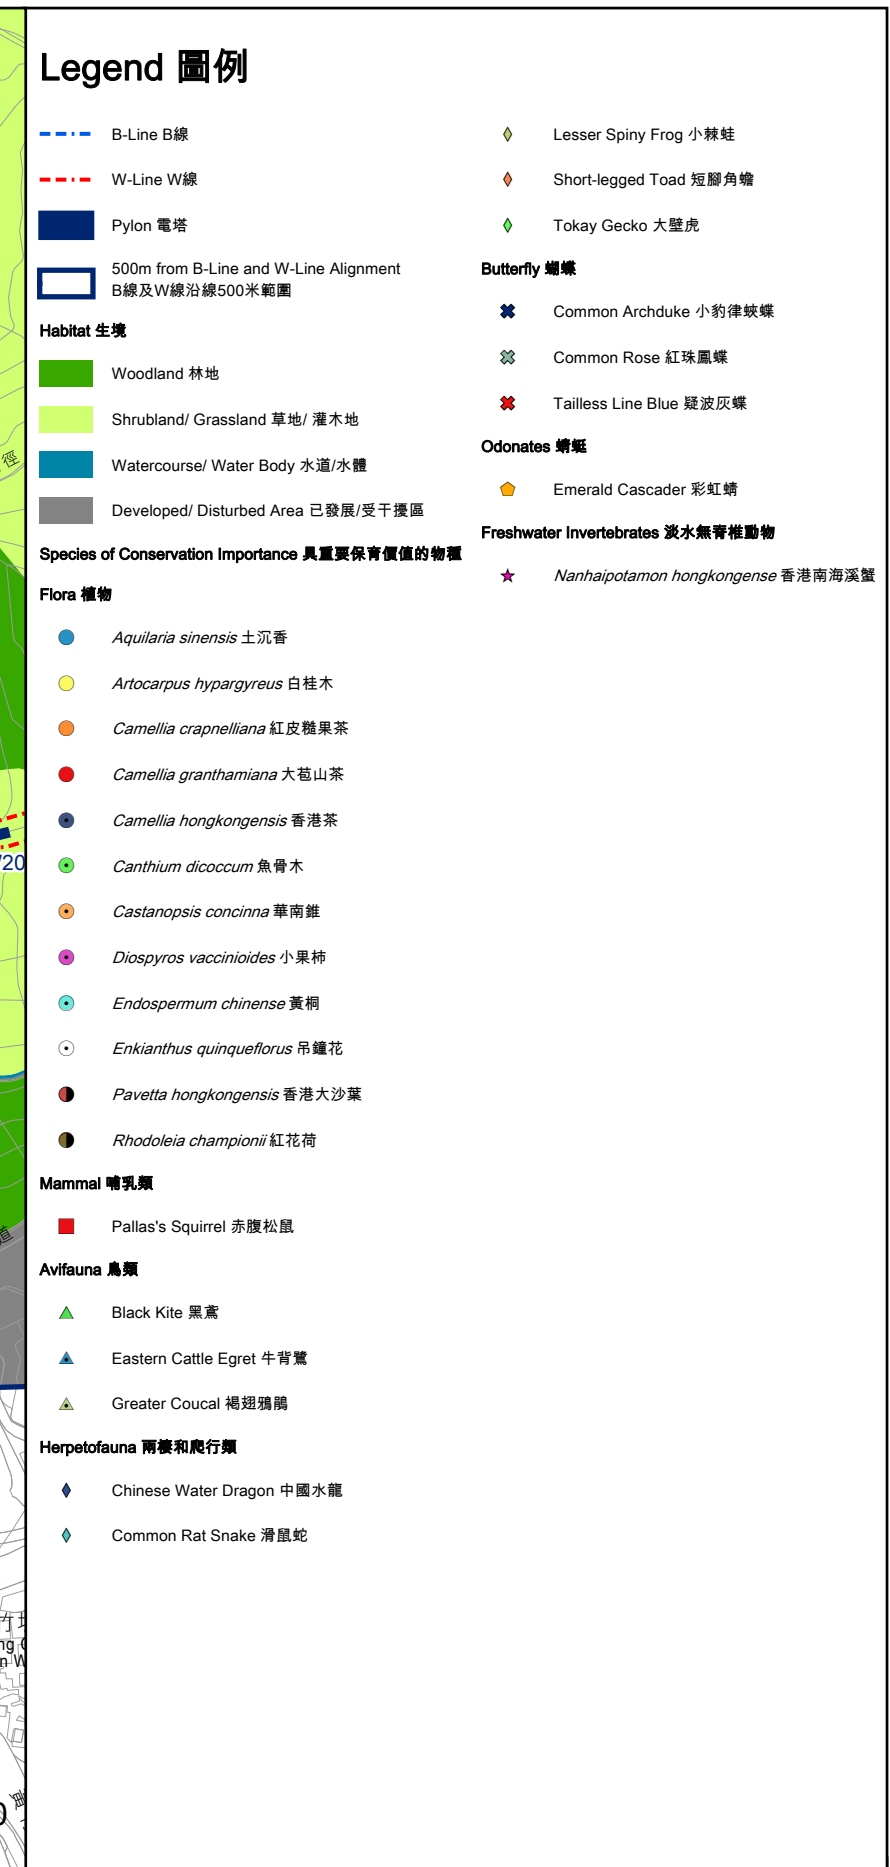 Legend 圖例
B-Line B線
W-Line W線
Pylon 電塔
500m from B-Line and W-Line Alignment
B線及W線沿線500米範圍
Habitat 生境
Woodland 林地
Shrubland/ Grassland 草地/ 灌木地
Watercourse/ Water Body 水道/水體
Developed/ Disturbed Area 已發展/受干擾區
Species of Conservation Importance 具重要保育價值的物種
Flora 植物
Aquilaria sinensis 土沉香
Artocarpus hypargyreus 白桂木
Camellia crapnelliana 紅皮糙果茶
Camellia granthamiana 大苞山茶
Camellia hongkongensis 香港茶
Canthium dicoccum 魚骨木
Castanopsis concinna 華南錐
Diospyros vaccinioides 小果柿
Endospermum chinense 黃桐
Enkianthus quinqueflorus 吊鐘花
Pavetta hongkongensis 香港大沙葉
Rhodoleia championii 紅花荷
Mammal 哺乳類
Pallas's Squirrel 赤腹松鼠
Avifauna 鳥類
Black Kite 黑鳶
Eastern Cattle Egret 牛背鷺
Greater Coucal 褐翅鴉鵑
Herpetofauna 兩棲和爬行類
Chinese Water Dragon 中國水龍
Common Rat Snake 滑鼠蛇
Lesser Spiny Frog 小棘蛙
Short-legged Toad 短腳角蟾
Tokay Gecko 大壁虎
Butterfly 蝴蝶
Common Archduke 小豹律蛺蝶
Common Rose 紅珠鳳蝶
Tailless Line Blue 疑波灰蝶
Odonates 蜻蜓
Emerald Cascader 彩虹蜻
Freshwater Invertebrates 淡水無脊椎動物
Nanhaipotamon hongkongense 香港南海溪蟹
徑
20
竹
ng
n W
0